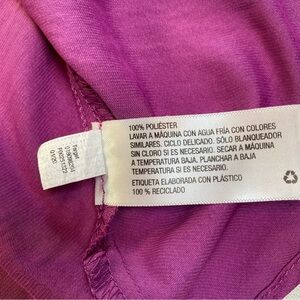 100% POLIÉSTER
LAVAR A MÁQUINA CON AGUA FRÍA CON COLORES
SIMILARES. CICLO DELICADO. SÓLO BLANQUEADOR
SIN CLORO SI ES NECESARIO. SECAR A MÁQUINA
A TEMPERATURA BAJA. PLANCHAR A BAJA
TEMPERATURA SI ES NECESARIO.
ETIQUETA ELABORADA CON PLÁSTICO
100 % RECICLADO
Target